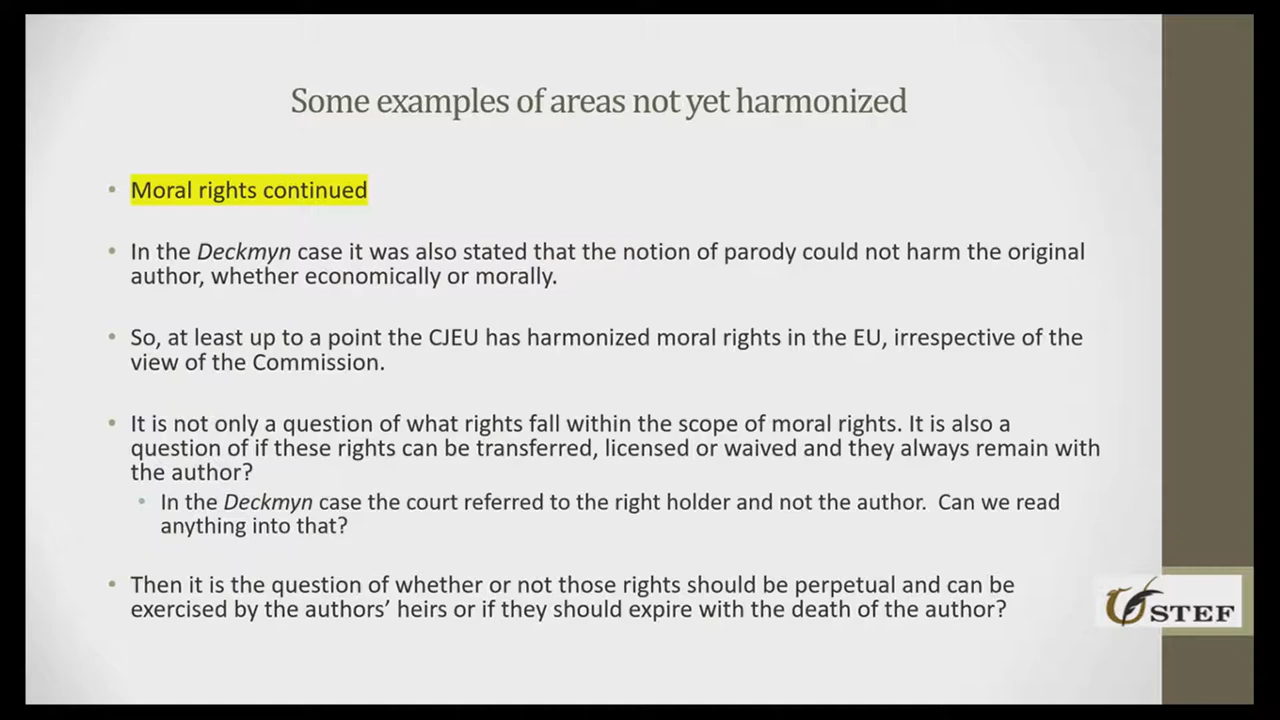 Some examples of areas not yet harmonized
• Moral rights continued
• In the Deckmyn case it was also stated that the notion of parody could not harm the original
author, whether economically or morally.
• So, at least up to a point the CJEU has harmonized moral rights in the EU, irrespective of the
view of the Commission.
• It is not only a question of what rights fall within the scope of moral rights. It is also a
question of if these rights can be transferred, licensed or waived and they always remain with
the author?
• In the Deckmyn case the court referred to the right holder and not the author. Can we read
anything into that?
• Then it is the question of whether or not those rights should be perpetual and can be
exercised by the authors’ heirs or if they should expire with the death of the author?
STEF